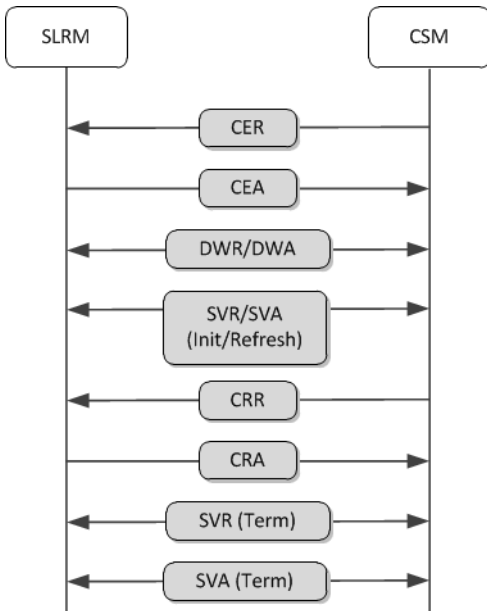 SLRM
CSM
CER
CEA
DWR/DWA
SVR/SVA
(Init/Refresh)
CRR
CRA
SVR (Term)
SVA (Term)